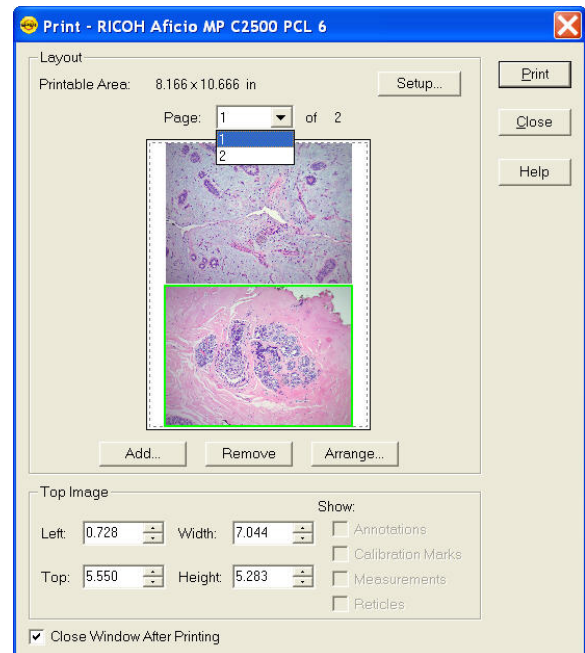 Print - RICOH Aficio MP C2500 PCL 6
Layout
Printable Area: 8.166 x 10.666 in
Setup...
Print
Page: 1 of 2
1
2
Close
Help
Add...
Remove
Arrange...
Top Image
Show:
Left: 0.728 Width: 7.044
Annotations
Calibration Marks
Top: 5.550 Height: 5.283
Measurements
Reticles
Close Window After Printing